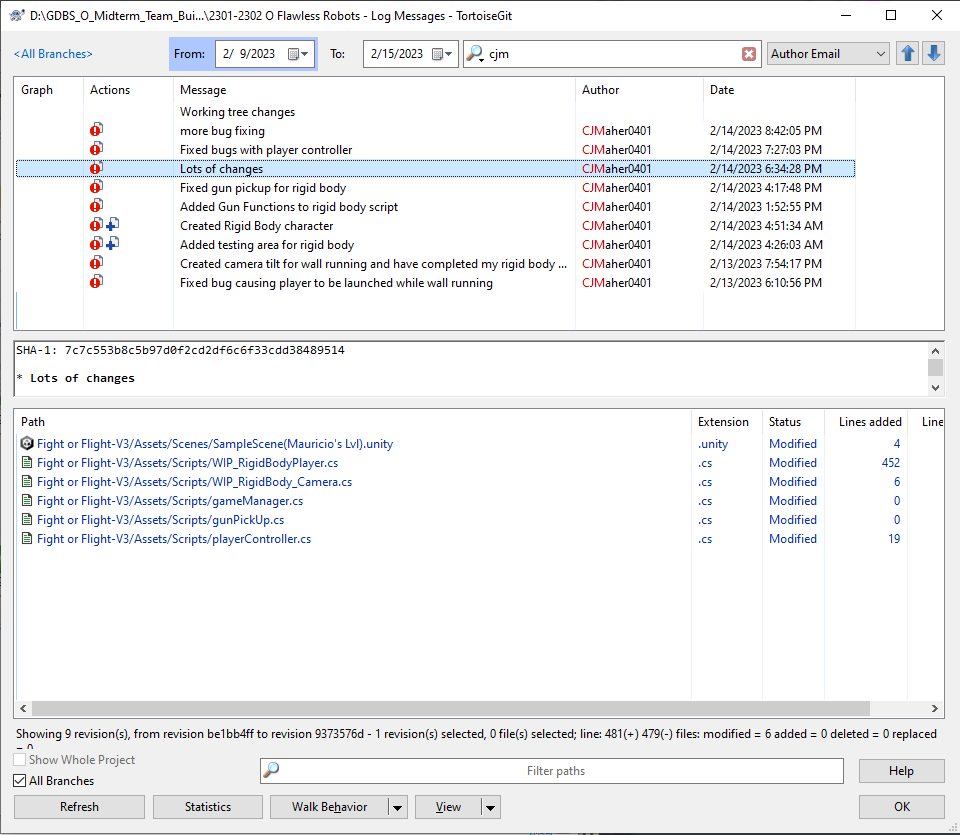 D:\GDBS_O_Midterm_Team_Bui...\2301-2302 O Flawless Robots - Log Messages - TortoiseGit
<All Branches> From: 2/ 9/2023 To: 2/15/2023 cjm Author Email
Graph Actions Message Author Date
Working tree changes
more bug fixing CJMaher0401 2/14/2023 8:42:05 PM
Fixed bugs with player controller CJMaher0401 2/14/2023 7:27:03 PM
Lots of changes CJMaher0401 2/14/2023 6:34:28 PM
Fixed gun pickup for rigid body CJMaher0401 2/14/2023 4:17:48 PM
Added Gun Functions to rigid body script CJMaher0401 2/14/2023 1:52:55 PM
Created Rigid Body character CJMaher0401 2/14/2023 4:51:34 AM
Added testing area for rigid body CJMaher0401 2/14/2023 4:26:03 AM
Created camera tilt for wall running and have completed my rigid body ... CJMaher0401 2/13/2023 7:54:17 PM
Fixed bug causing player to be launched while wall running CJMaher0401 2/13/2023 6:10:56 PM
SHA-1: 7c7c553b8c5b97d0f2cd2df6c6f33cdd38489514
* Lots of changes
Path Extension Status Lines added Line
Fight or Flight-V3/Assets/Scenes/SampleScene(Mauricio's Lvl).unity .unity Modified 4
Fight or Flight-V3/Assets/Scripts/WIP_RigidBodyPlayer.cs .cs Modified 452
Fight or Flight-V3/Assets/Scripts/WIP_RigidBody_Camera.cs .cs Modified 6
Fight or Flight-V3/Assets/Scripts/gameManager.cs .cs Modified 0
Fight or Flight-V3/Assets/Scripts/gunPickUp.cs .cs Modified 0
Fight or Flight-V3/Assets/Scripts/playerController.cs .cs Modified 19
Showing 9 revision(s), from revision be1bb4ff to revision 9373576d - 1 revision(s) selected, 0 file(s) selected; line: 481(+) 479(-) files: modified = 6 added = 0 deleted = 0 replaced
= 0
Show Whole Project
All Branches
Filter paths
Help
Refresh Statistics Walk Behavior View OK